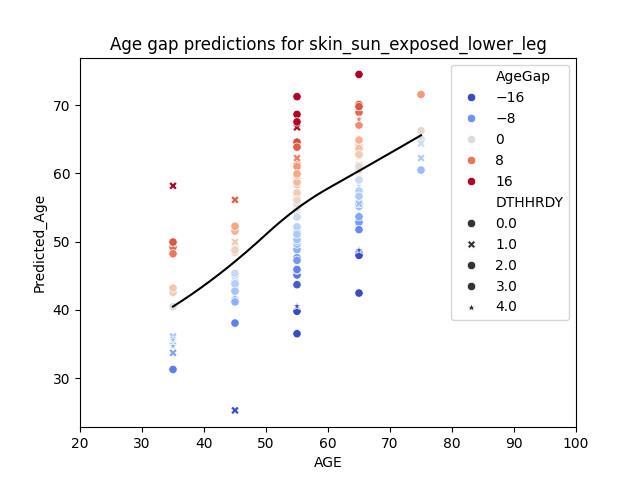 Age gap predictions for skin_sun_exposed_lower_leg
Predicted_Age
70
60
50
40
30
20 30 40 50 60 70 80 90 100
AGE
AgeGap
−16
−8
0
8
16
DTHHRDY
0.0
1.0
2.0
3.0
4.0